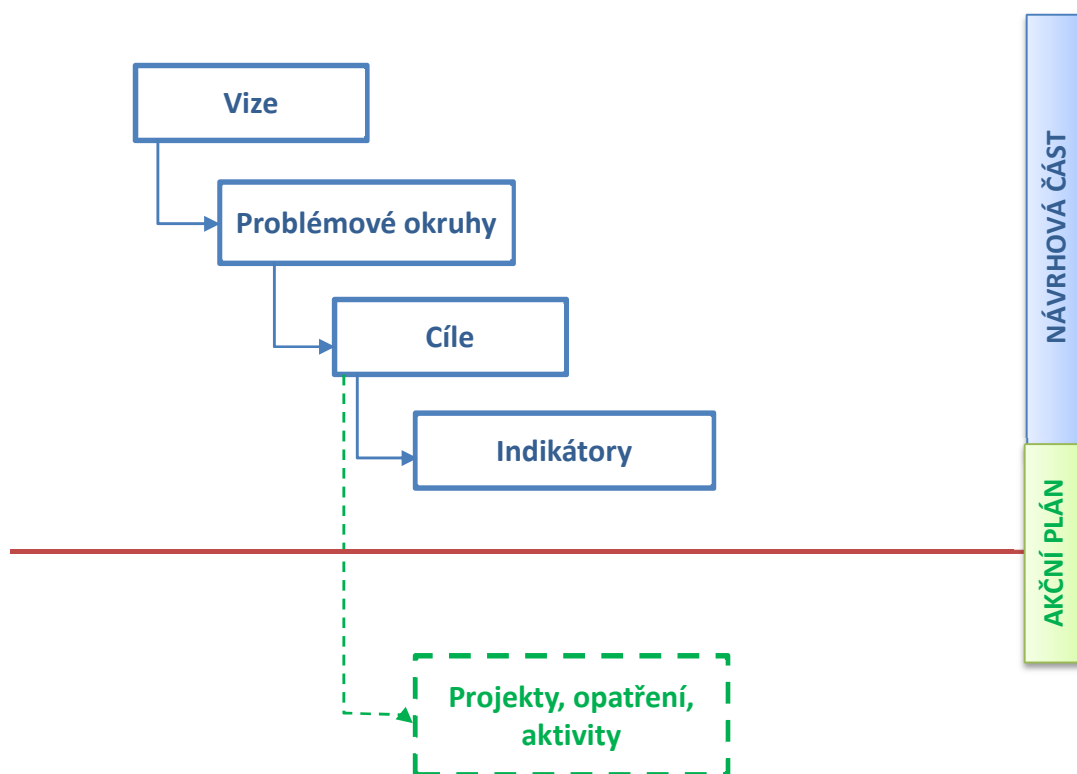 Vize
Problémové okruhy
Cíle
Indikátory
Projekty, opatření,
aktivity
NÁVRHOVÁ ČÁST
AKČNÍ PLÁN